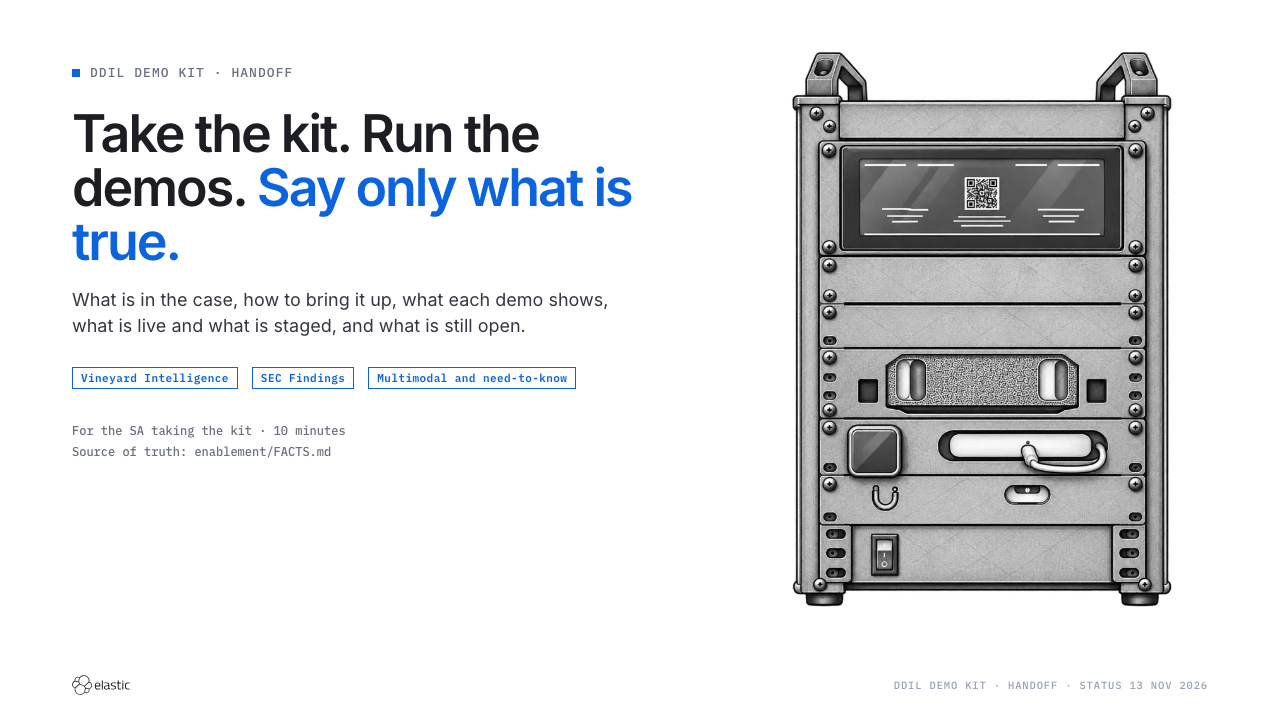 DDIL DEMO KIT · HANDOFF
Take the kit. Run the
demos. Say only what is
true.
What is in the case, how to bring it up, what each demo shows,
what is live and what is staged, and what is still open.
Vineyard Intelligence
SEC Findings
Multimodal and need-to-know
For the SA taking the kit · 10 minutes
Source of truth: enablement/FACTS.md
elastic
DDIL DEMO KIT · HANDOFF · STATUS 13 NOV 2026